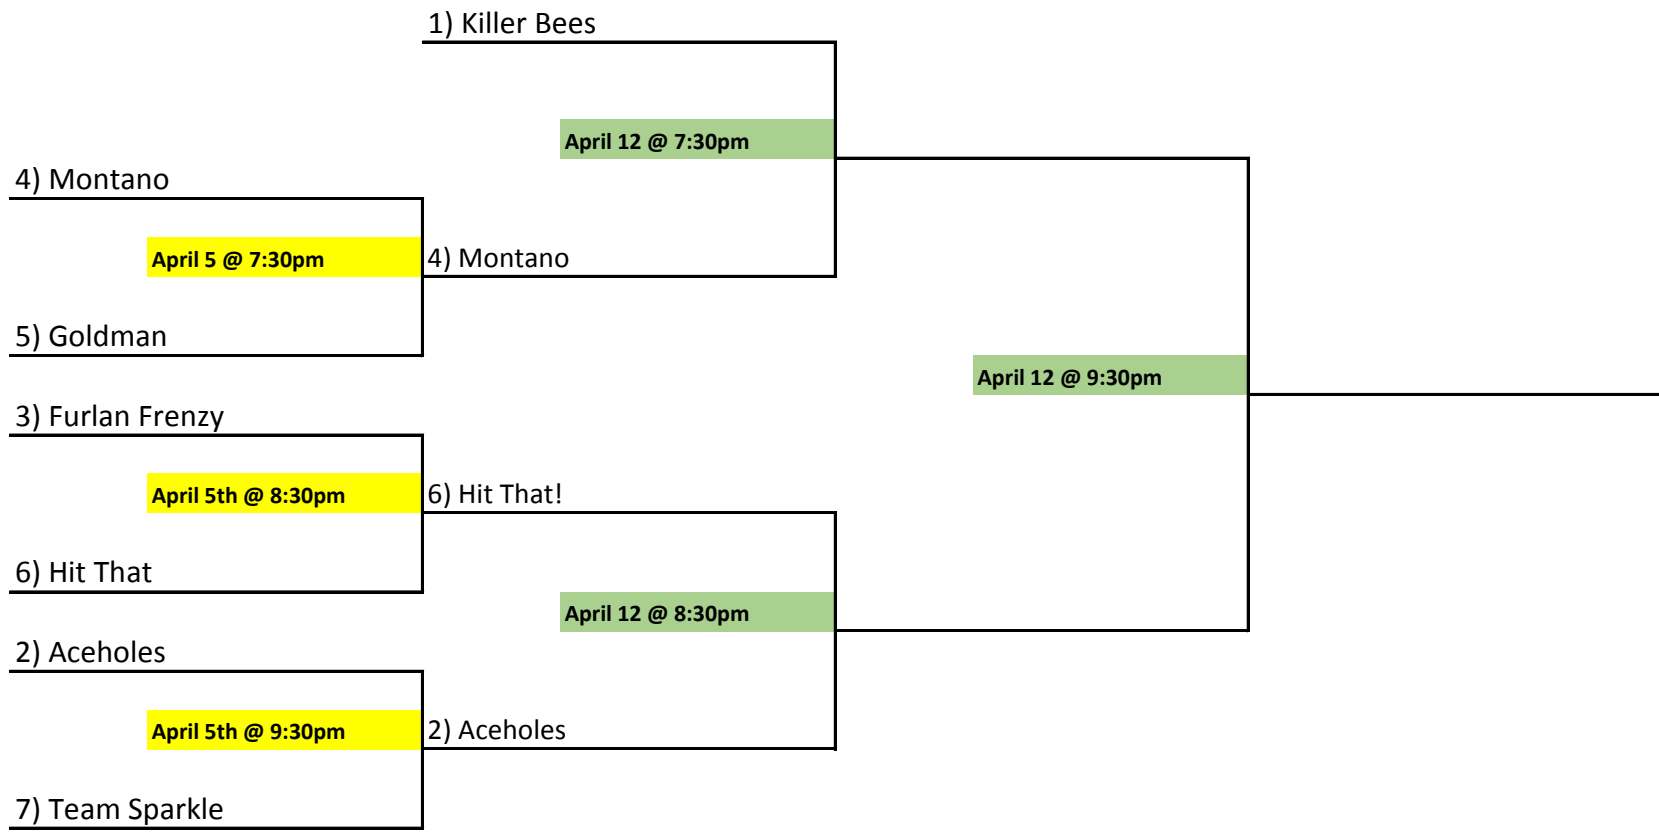 1) Killer Bees
April 12 @ 7:30pm
4) Montano
April 5 @ 7:30pm
4) Montano
5) Goldman
April 12 @ 9:30pm
3) Furlan Frenzy
April 5th @ 8:30pm
6) Hit That!
6) Hit That
April 12 @ 8:30pm
2) Aceholes
April 5th @ 9:30pm
2) Aceholes
7) Team Sparkle